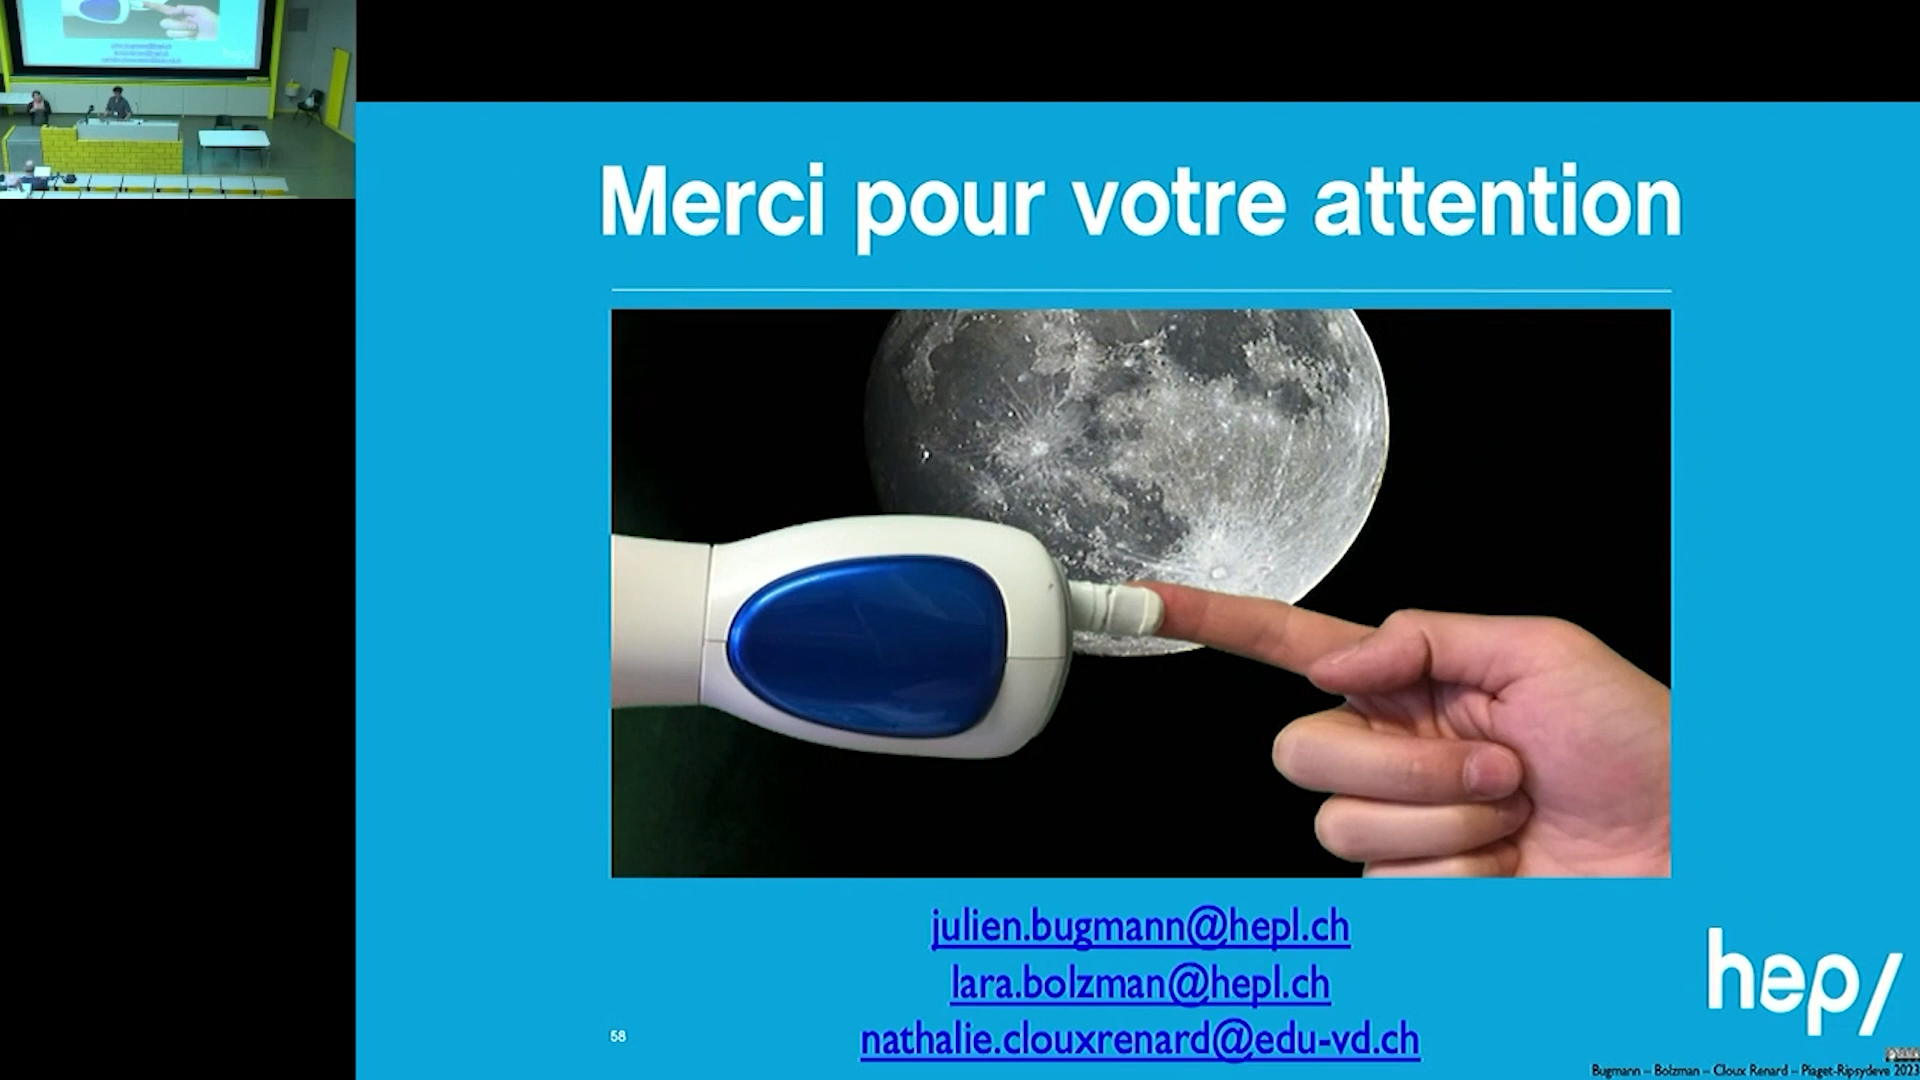 Merci pour votre attention
julien.bugmann@hepl.ch
lara.bolzman@hepl.ch
nathalie.clouxrenard@edu-vd.ch
58
hep/
Bugmann – Bolzman – Cloux Renard – Piaget-Ripsydeve 2023